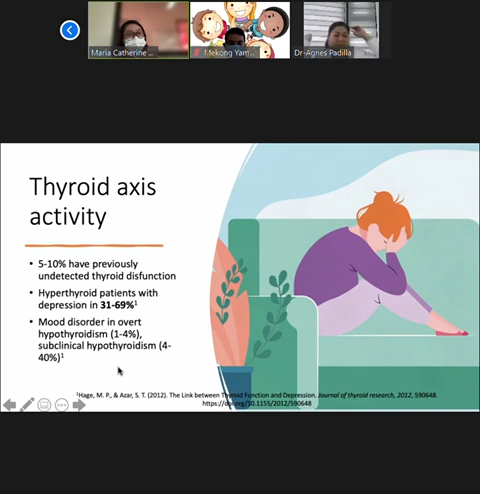 Maria Catherine ...
Mekong Yam...
Dr-Agnes Padilla
Thyroid axis
activity
• 5-10% have previously
undetected thyroid disfunction
• Hyperthyroid patients with
depression in 31-69%¹
• Mood disorder in overt
hypothyroidism (1-4%),
subclinical hypothyroidism (4-
40%)¹
¹Hage, M. P., & Azar, S. T. (2012). The Link between Thyroid Function and Depression. Journal of thyroid research, 2012, 590648.
https://doi.org/10.1155/2012/590648